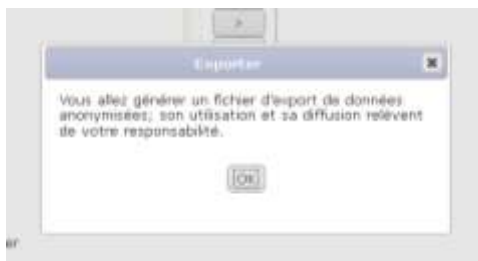 Exporter
Vous allez générer un fichier d'export de données
anonymisées; son utilisation et sa diffusion relèvent
de votre responsabilité.
OK
er